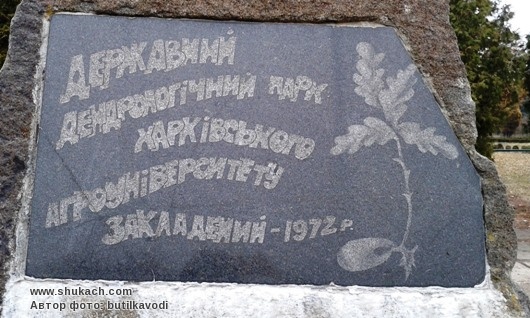 ДЕРЖАВНИЙ
ДЕНДРОЛОГІЧНИЙ ПАРК
ХАРКІВСЬКОГО
АГРОУНІВЕРСИТЕТУ
ЗАКЛАДЕНИЙ - 1972 р.
www.shukach.com
Автор фото: butilkavodi